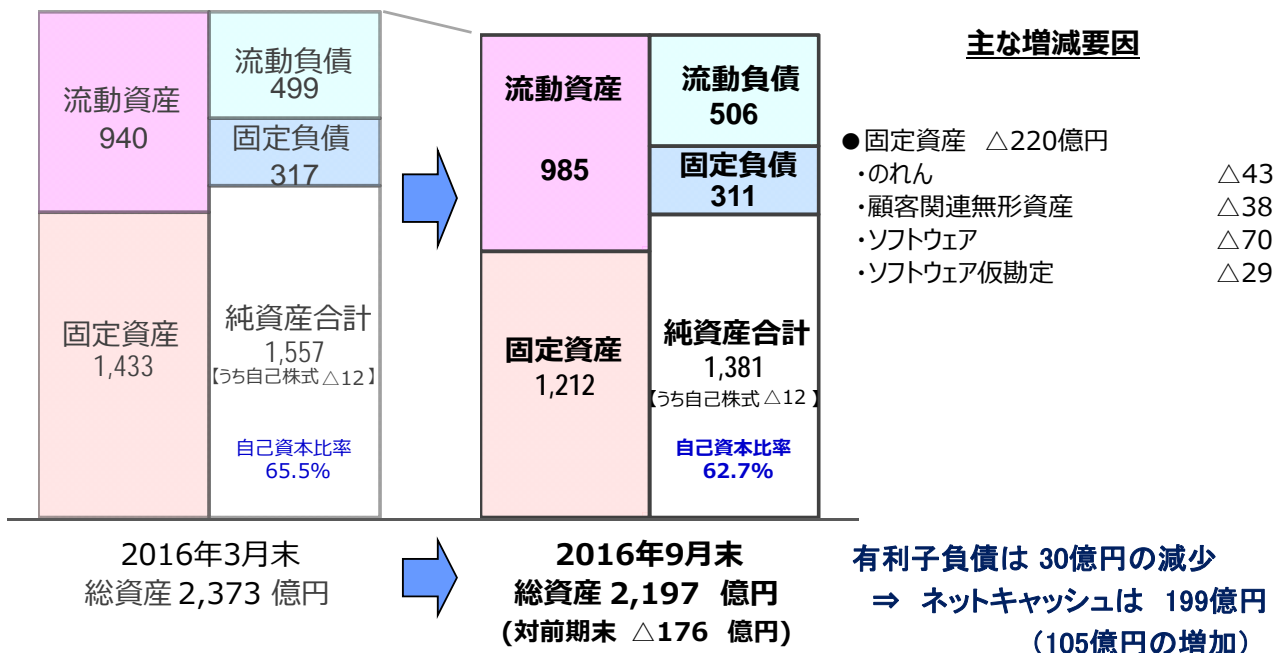 流動資産
940
流動負債
499
固定負債
317
固定資産
1,433
純資産合計
1,557
【うち自己株式 △12 】
自己資本比率
65.5%
2016年3月末
総資産 2,373 億円
流動資産
985
流動負債
506
固定負債
311
固定資産
1,212
純資産合計
1,381
【うち自己株式 △12 】
自己資本比率
62.7%
2016年9月末
総資産 2,197 億円
(対前期末 △176 億円)
主な増減要因
●固定資産 △220億円
・のれん △43
・顧客関連無形資産 △38
・ソフトウェア △70
・ソフトウェア仮勘定 △29
有利子負債は 30億円の減少
⇒ ネットキャッシュは 199億円
（105億円の増加）